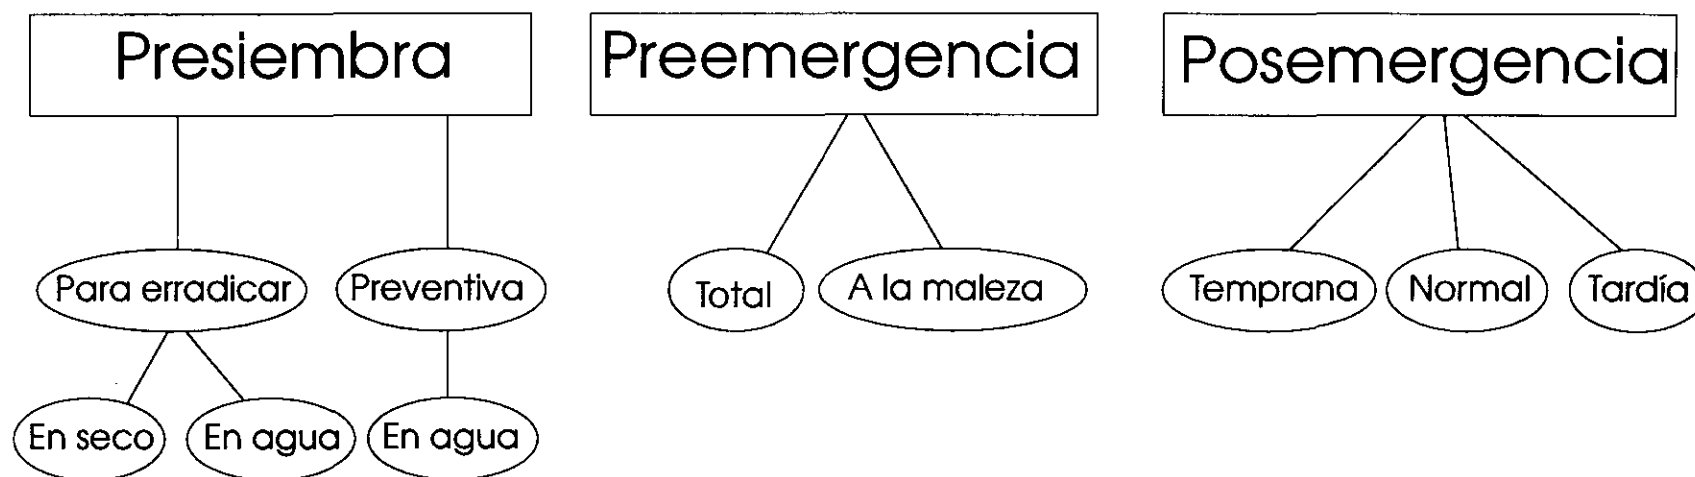 Presiembra
Preemergencia
Posemergencia
Para erradicar
Preventiva
Total
A la maleza
Temprana
Normal
Tardía
En seco
En agua
En agua